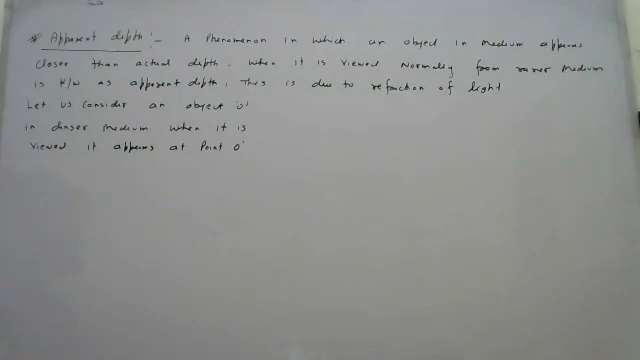 * Apparent depth :- A Phenomenon in which an object in medium appears
closer than actual depth, when it is viewed Normally from rarer medium
is K/w as apparent depth, This is due to refraction of light
Let us consider an object 'o'
in denser medium when it is
viewed it appears at Point O'